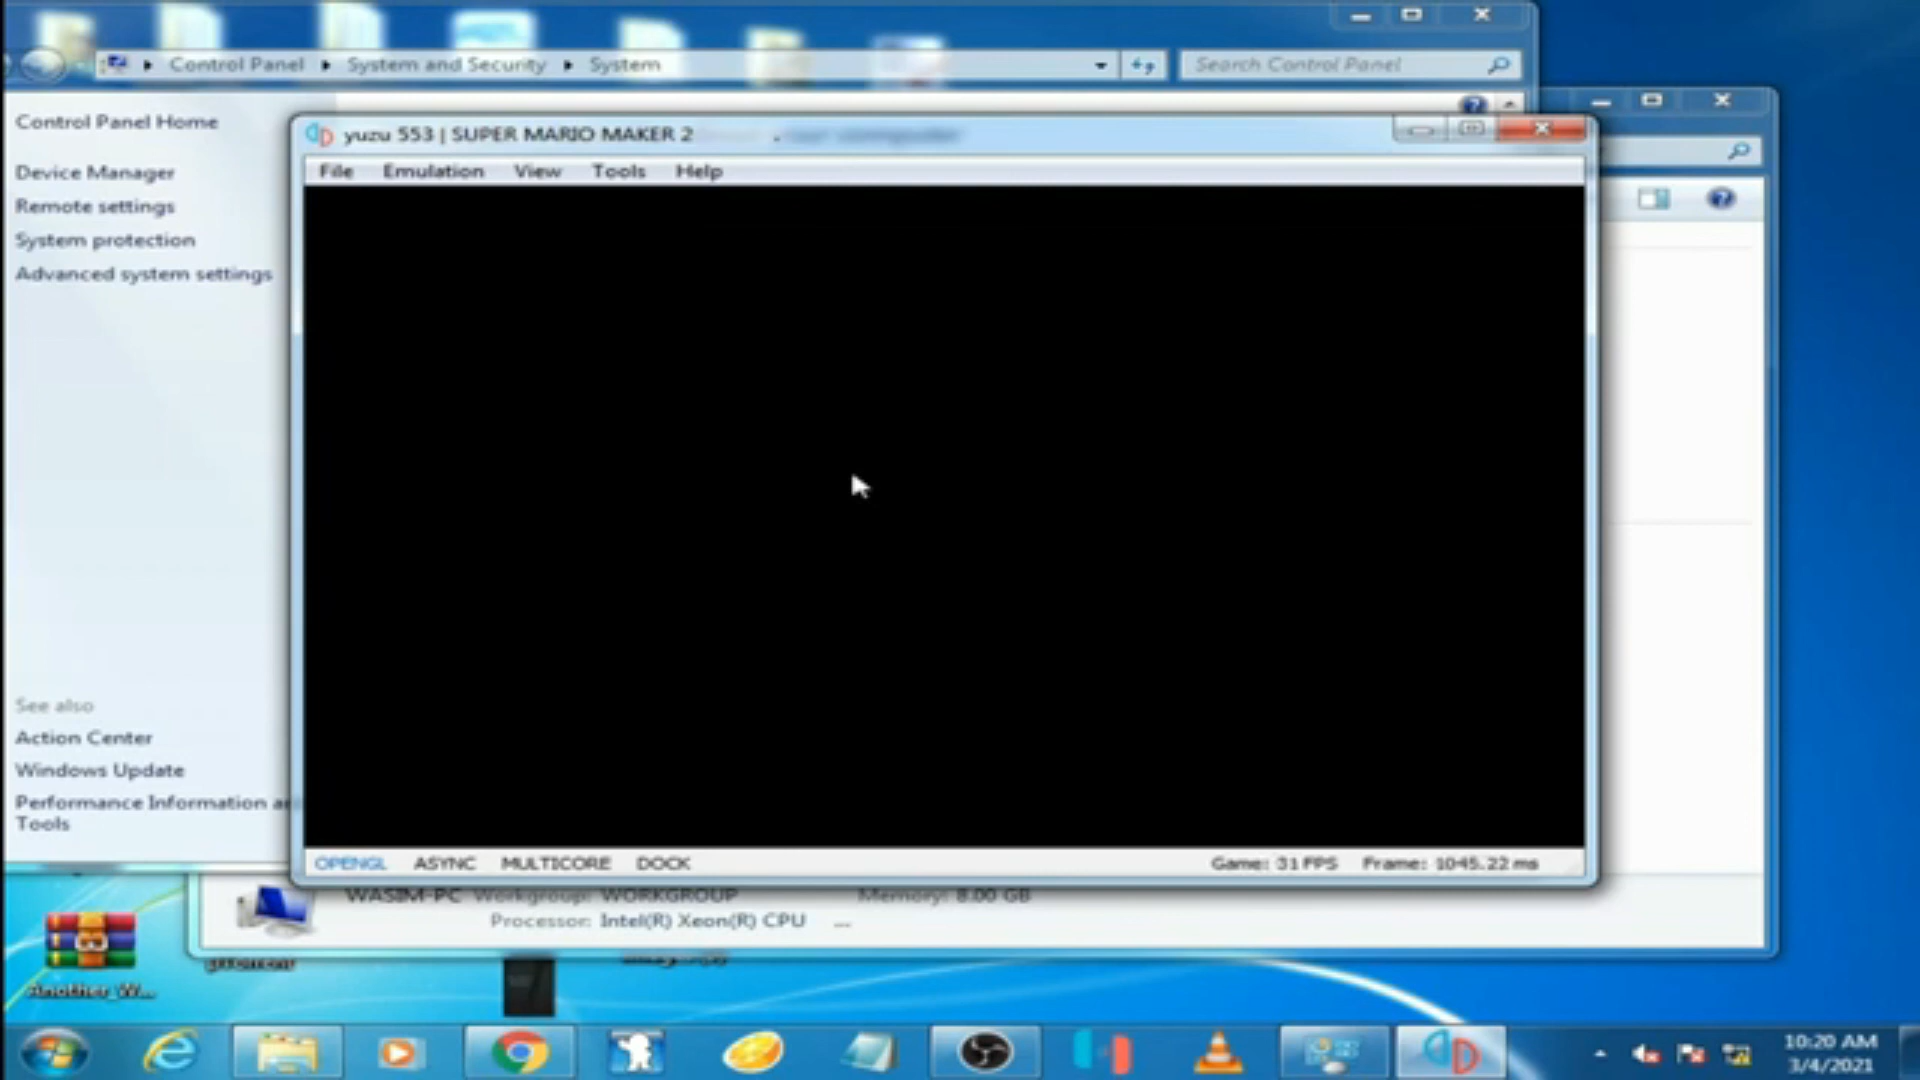 Control Panel
System and Security
System
Search Control Panel
Control Panel Home
Device Manager
Remote settings
System protection
Advanced system settings
See also
Action Center
Windows Update
Performance Information
Tools
yuzu 553 | SUPER MARIO MAKER 2
computer
File Emulation View Tools Help
OPENGL ASYNC MULTICORE DOCK
Game: 31 FPS Frame: 1045.22 ms
WASIM-PC Workgroup: WORKGROUP Memory: 8.00 GB
Processor: Intel(R) Xeon(R) CPU ...
Another_W...
10:20 AM
3/4/2021